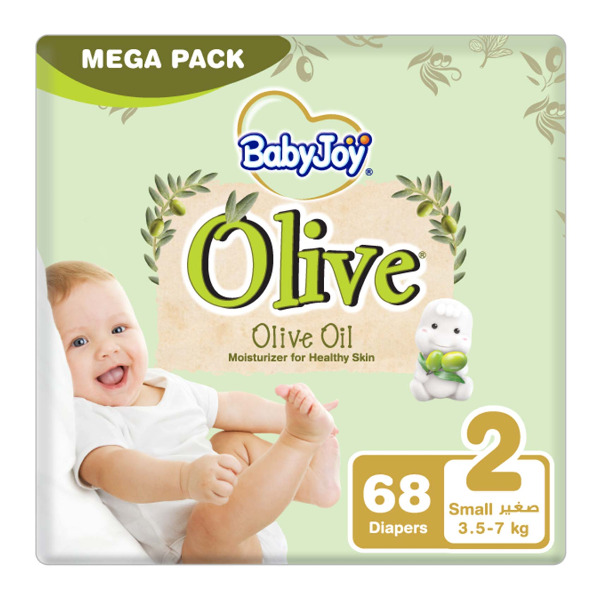 MEGA PACK
BabyJoy®
Olive®
Olive Oil
Moisturizer for Healthy Skin
68
Diapers
2
Small صغير
3.5-7 kg